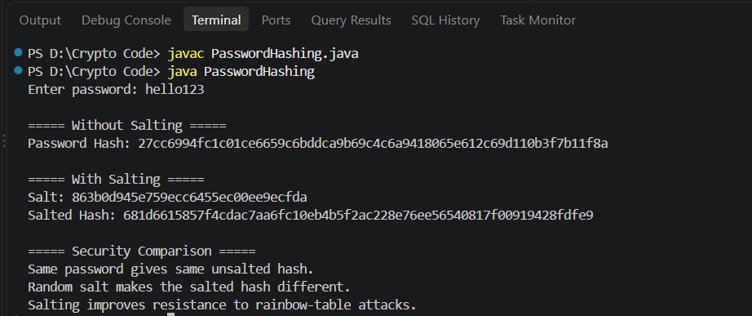 Output Debug Console Terminal Ports Query Results SQL History Task Monitor
PS D:\Crypto Code> javac PasswordHashing.java
PS D:\Crypto Code> java PasswordHashing
Enter password: hello123
===== Without Salting =====
Password Hash: 27cc6994fc1c01ce6659c6bddca9b69c4c6a9418065e612c69d110b3f7b11f8a
===== With Salting =====
Salt: 863b0d945e759ecc6455ec00ee9ecfda
Salted Hash: 681d6615857f4cdac7aa6fc10eb4b5f2ac228e76ee56540817f00919428fdfe9
===== Security Comparison =====
Same password gives same unsalted hash.
Random salt makes the salted hash different.
Salting improves resistance to rainbow-table attacks.